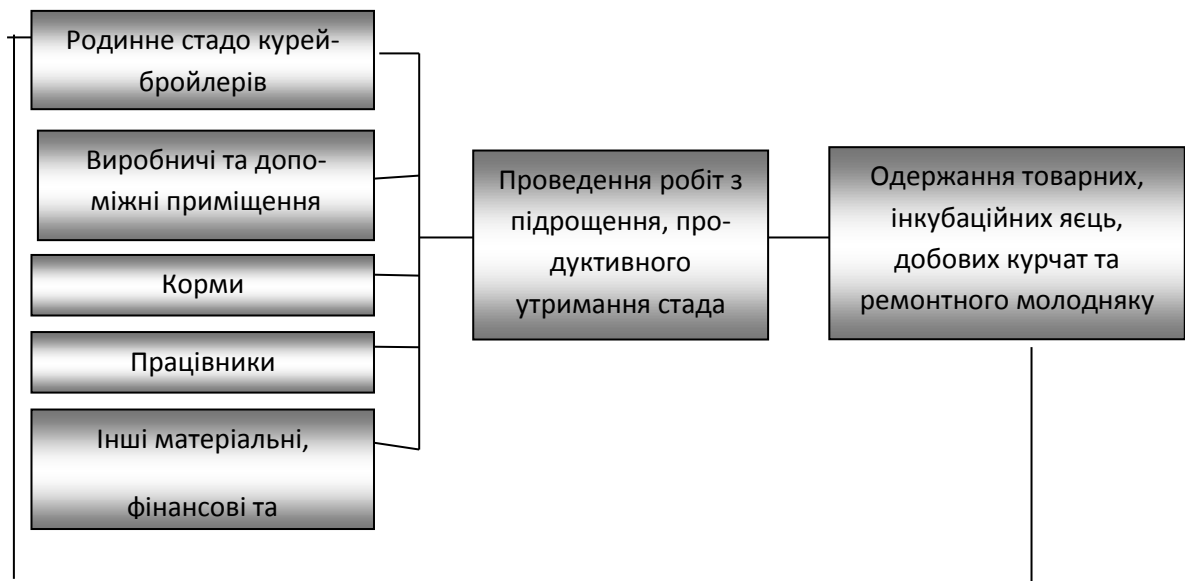 Родинне стадо курей-
бройлерів
Виробничі та допо-
міжні приміщення
Корми
Працівники
Інші матеріальні,
фінансові та
Проведення робіт з
підрощення, про-
дуктивного
утримання стада
Одержання товарних,
інкубаційних яєць,
добових курчат та
ремонтного молодняку